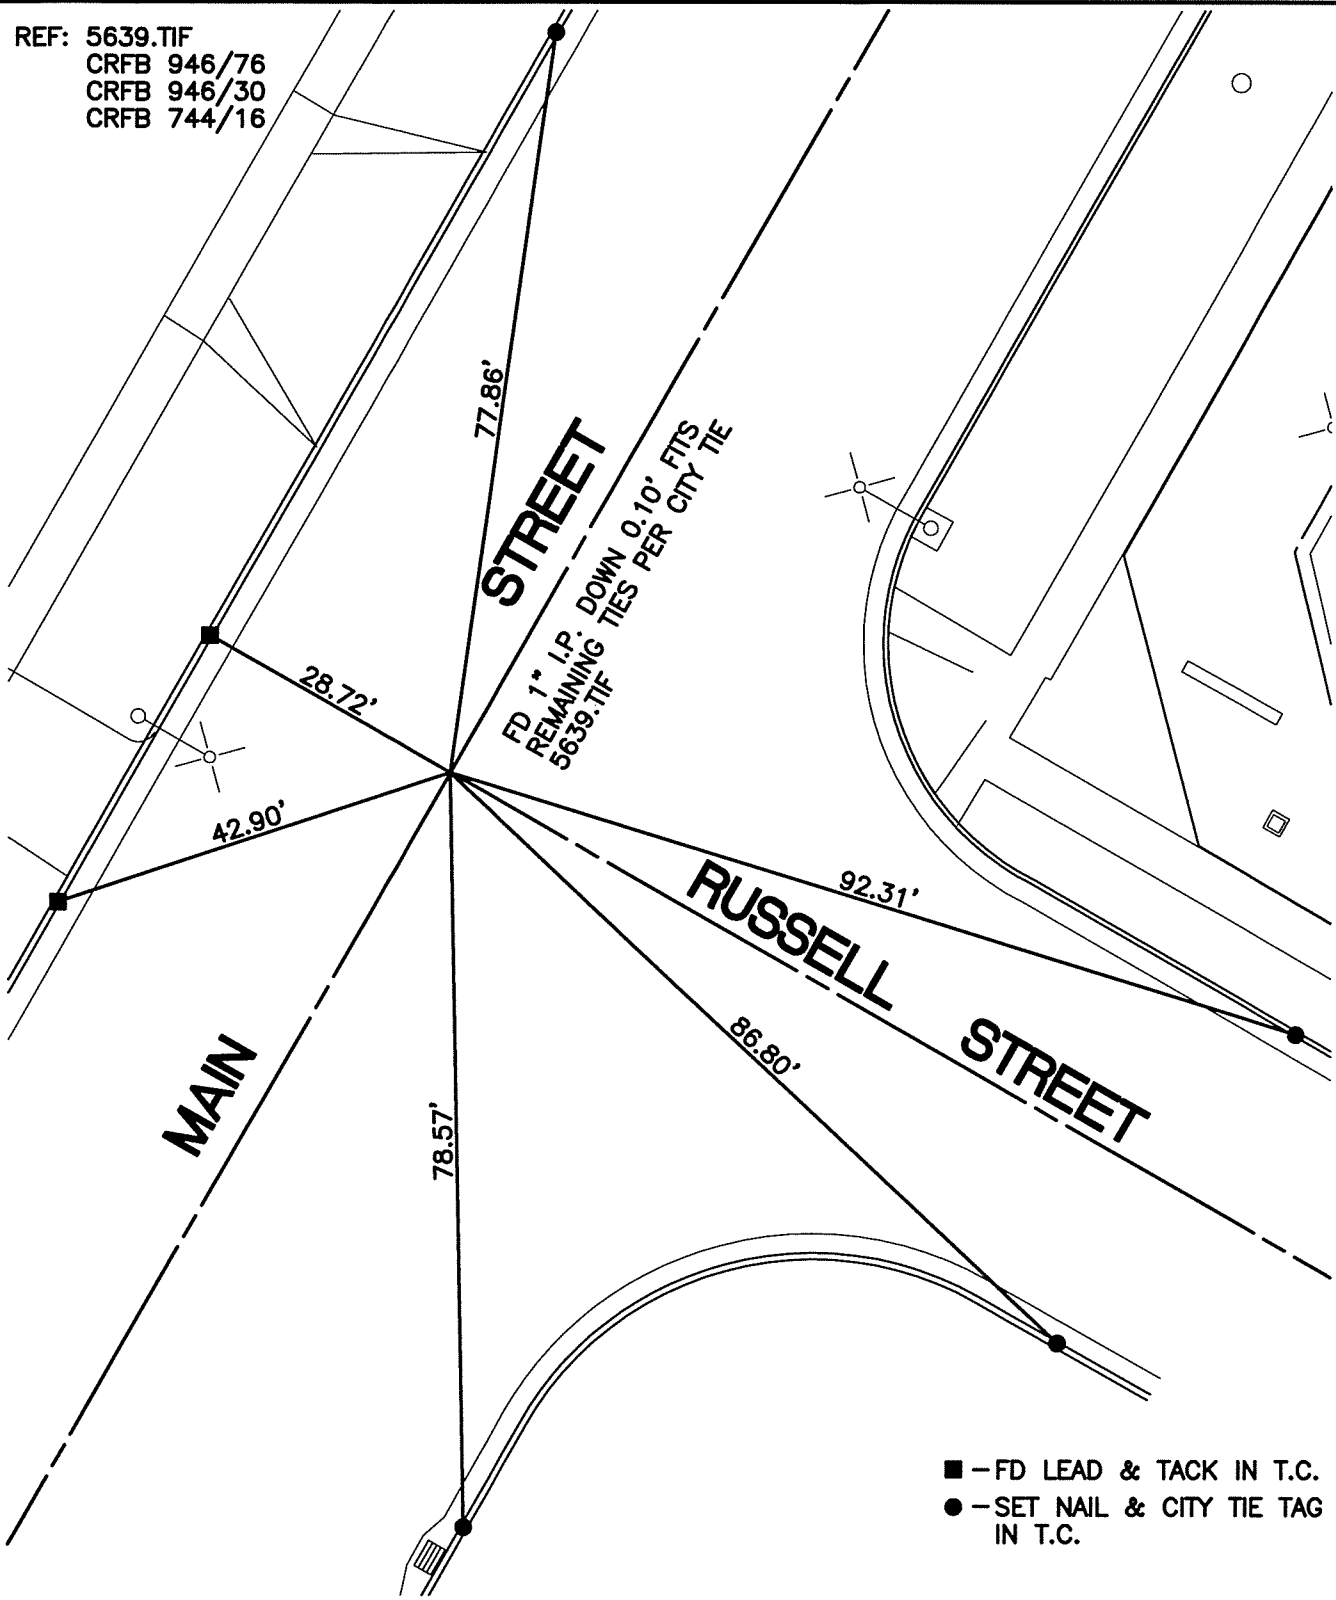 REF: 5639.TIF
CRFB 946/76
CRFB 946/30
CRFB 744/16
77.86'
STREET
FD 1" I.P. DOWN 0.10' FITS
REMAINING TIES PER CITY TIE
5639.TIF
28.72'
42.90'
92.31'
RUSSELL STREET
86.80'
MAIN
78.57'
■ – FD LEAD & TACK IN T.C.
● – SET NAIL & CITY TIE TAG
IN T.C.